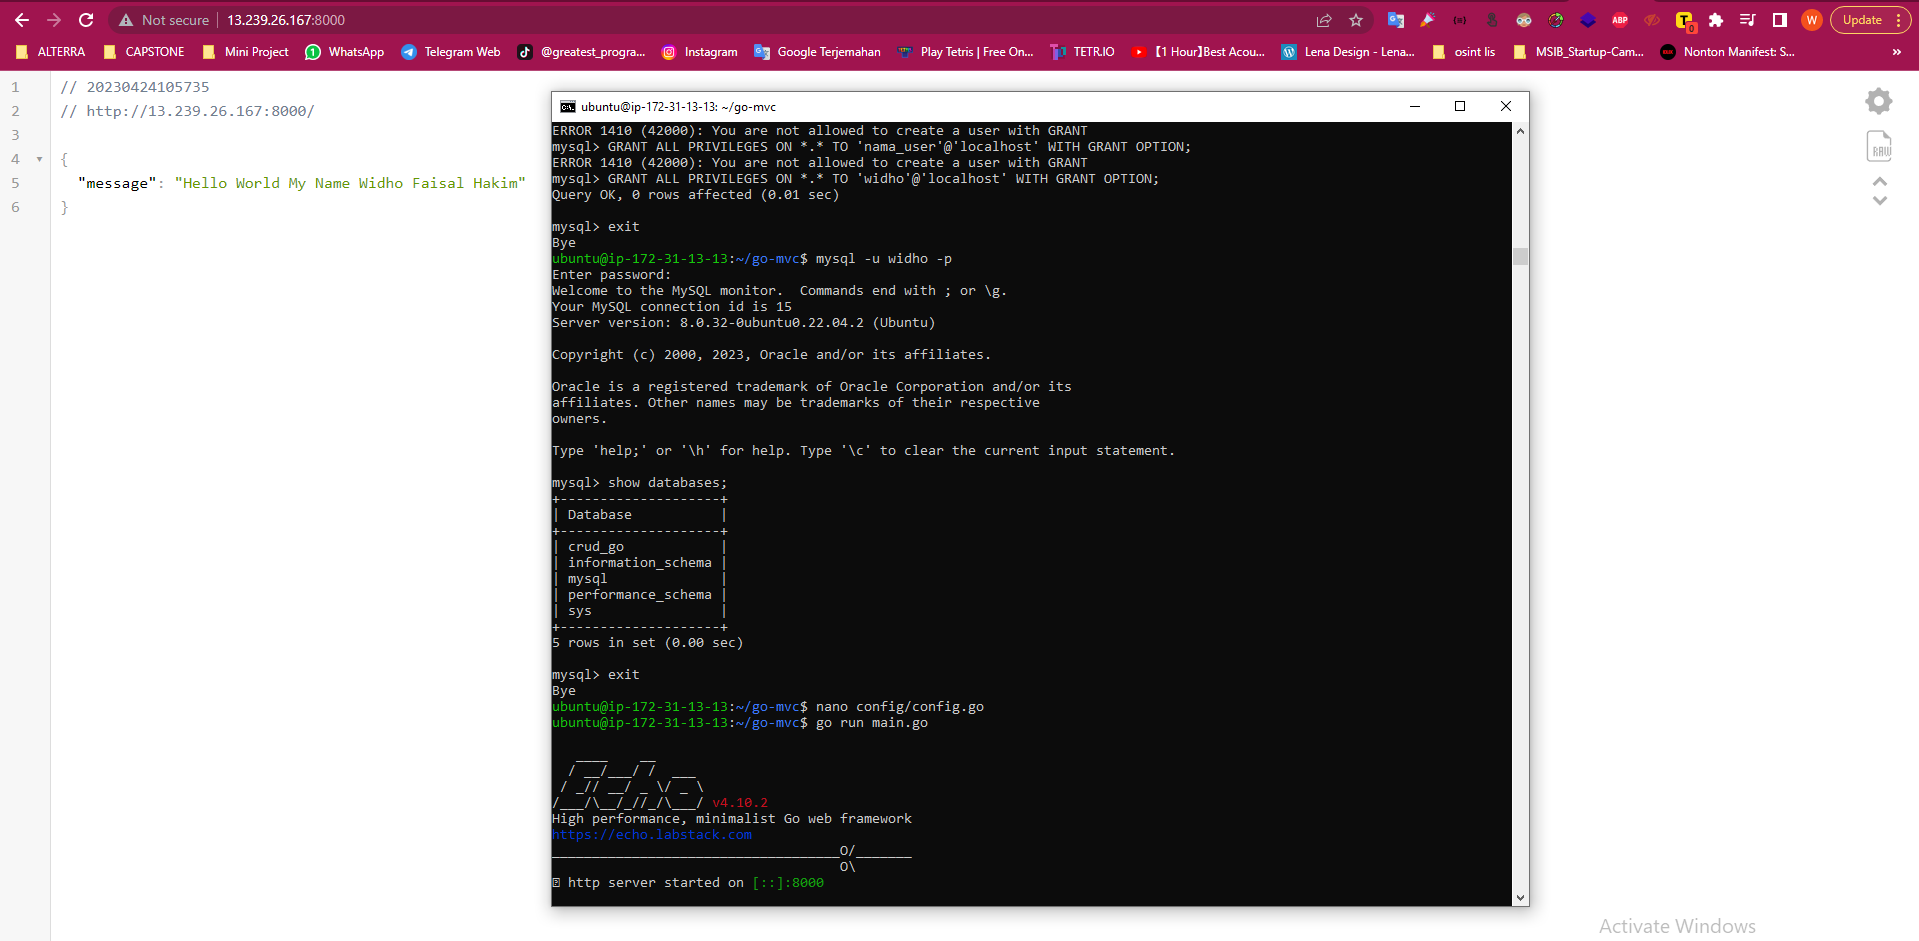 Not secure | 13.239.26.167:8000
ABP
T
0
W
Update
ALTERRA
CAPSTONE
Mini Project
WhatsApp
Telegram Web
@greatest_progra...
Instagram
Google Terjemahan
Play Tetris | Free On...
TETR.IO
【1 Hour】Best Acou...
Lena Design - Lena...
osint lis
MSIB_Startup-Cam...
Nonton Manifest: S...
»
1 // 20230424105735
2 // http://13.239.26.167:8000/
3
4 {
5 "message": "Hello World My Name Widho Faisal Hakim"
6 }
RAW
ubuntu@ip-172-31-13-13: ~/go-mvc
ERROR 1410 (42000): You are not allowed to create a user with GRANT
mysql> GRANT ALL PRIVILEGES ON *.* TO 'nama_user'@'localhost' WITH GRANT OPTION;
ERROR 1410 (42000): You are not allowed to create a user with GRANT
mysql> GRANT ALL PRIVILEGES ON *.* TO 'widho'@'localhost' WITH GRANT OPTION;
Query OK, 0 rows affected (0.01 sec)
mysql> exit
Bye
ubuntu@ip-172-31-13-13:~/go-mvc$ mysql -u widho -p
Enter password:
Welcome to the MySQL monitor.  Commands end with ; or \g.
Your MySQL connection id is 15
Server version: 8.0.32-0ubuntu0.22.04.2 (Ubuntu)
Copyright (c) 2000, 2023, Oracle and/or its affiliates.
Oracle is a registered trademark of Oracle Corporation and/or its
affiliates. Other names may be trademarks of their respective
owners.
Type 'help;' or '\h' for help. Type '\c' to clear the current input statement.
mysql> show databases;
+--------------------+
| Database           |
+--------------------+
| crud_go            |
| information_schema |
| mysql              |
| performance_schema |
| sys                |
+--------------------+
5 rows in set (0.00 sec)
mysql> exit
Bye
ubuntu@ip-172-31-13-13:~/go-mvc$ nano config/config.go
ubuntu@ip-172-31-13-13:~/go-mvc$ go run main.go
   ____    __
  / __/___/ /  ___
 / _// __/ _ \/ _ \
/___/\__/_//_/\___/ v4.10.2
High performance, minimalist Go web framework
https://echo.labstack.com
____________________________________O/_______
                                    O\
http server started on [::]:8000
Activate Windows